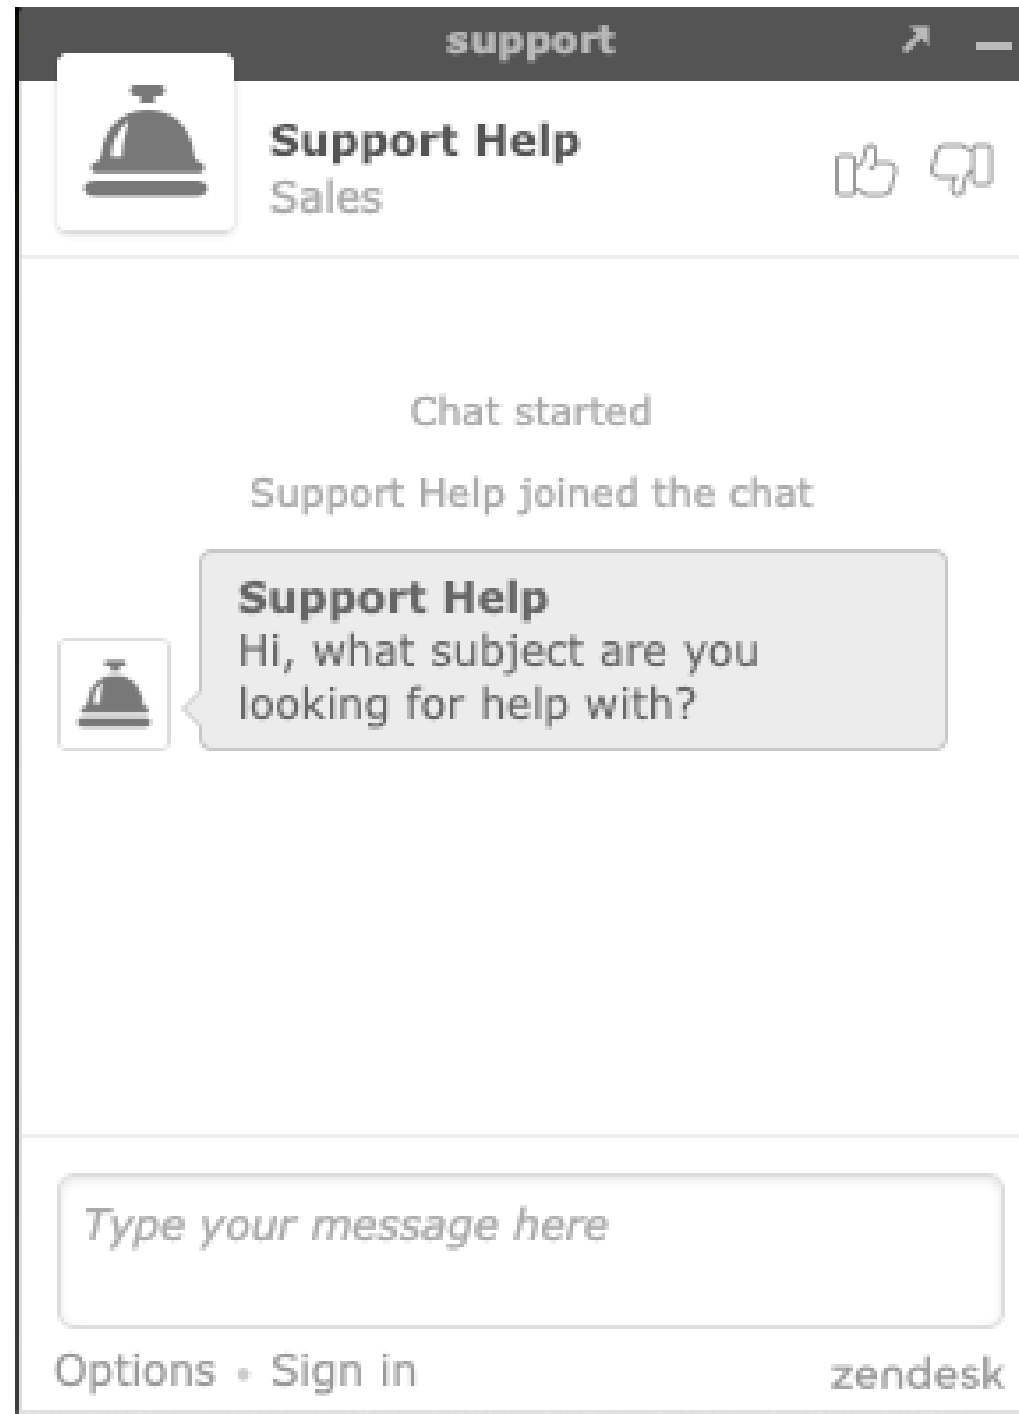 support
Support Help
Sales
Chat started
Support Help joined the chat
Support Help
Hi, what subject are you
looking for help with?
Type your message here
Options • Sign in
zendesk